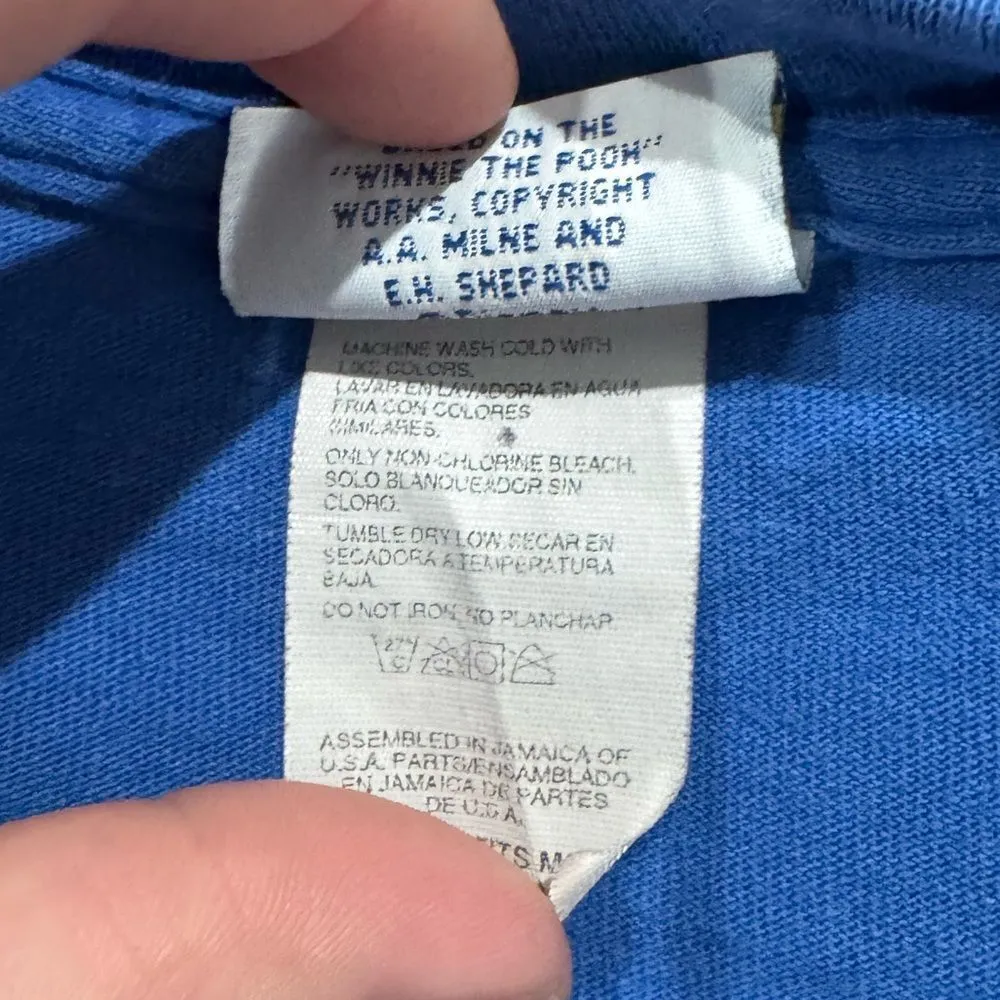 ON THE
"WINNIE THE POOH"
WORKS, COPYRIGHT
A.A. MILNE AND
E.H. SHEPARD
MACHINE WASH COLD WITH
LIKE COLORS.
LAVAR EN LAVADORA EN AGUA
FRIA CON COLORES
SIMILARES.
ONLY NON-CHLORINE BLEACH.
SOLO BLANQUEADOR SIN
CLORO.
TUMBLE DRY LOW. SECAR EN
SECADORA A TEMPERATURA
BAJA.
DO NOT IRON. NO PLANCHAR
ASSEMBLED IN JAMAICA OF
U.S.A. PARTS/ENSAMBLADO
EN JAMAICA DE PARTES
DE U.S.A.